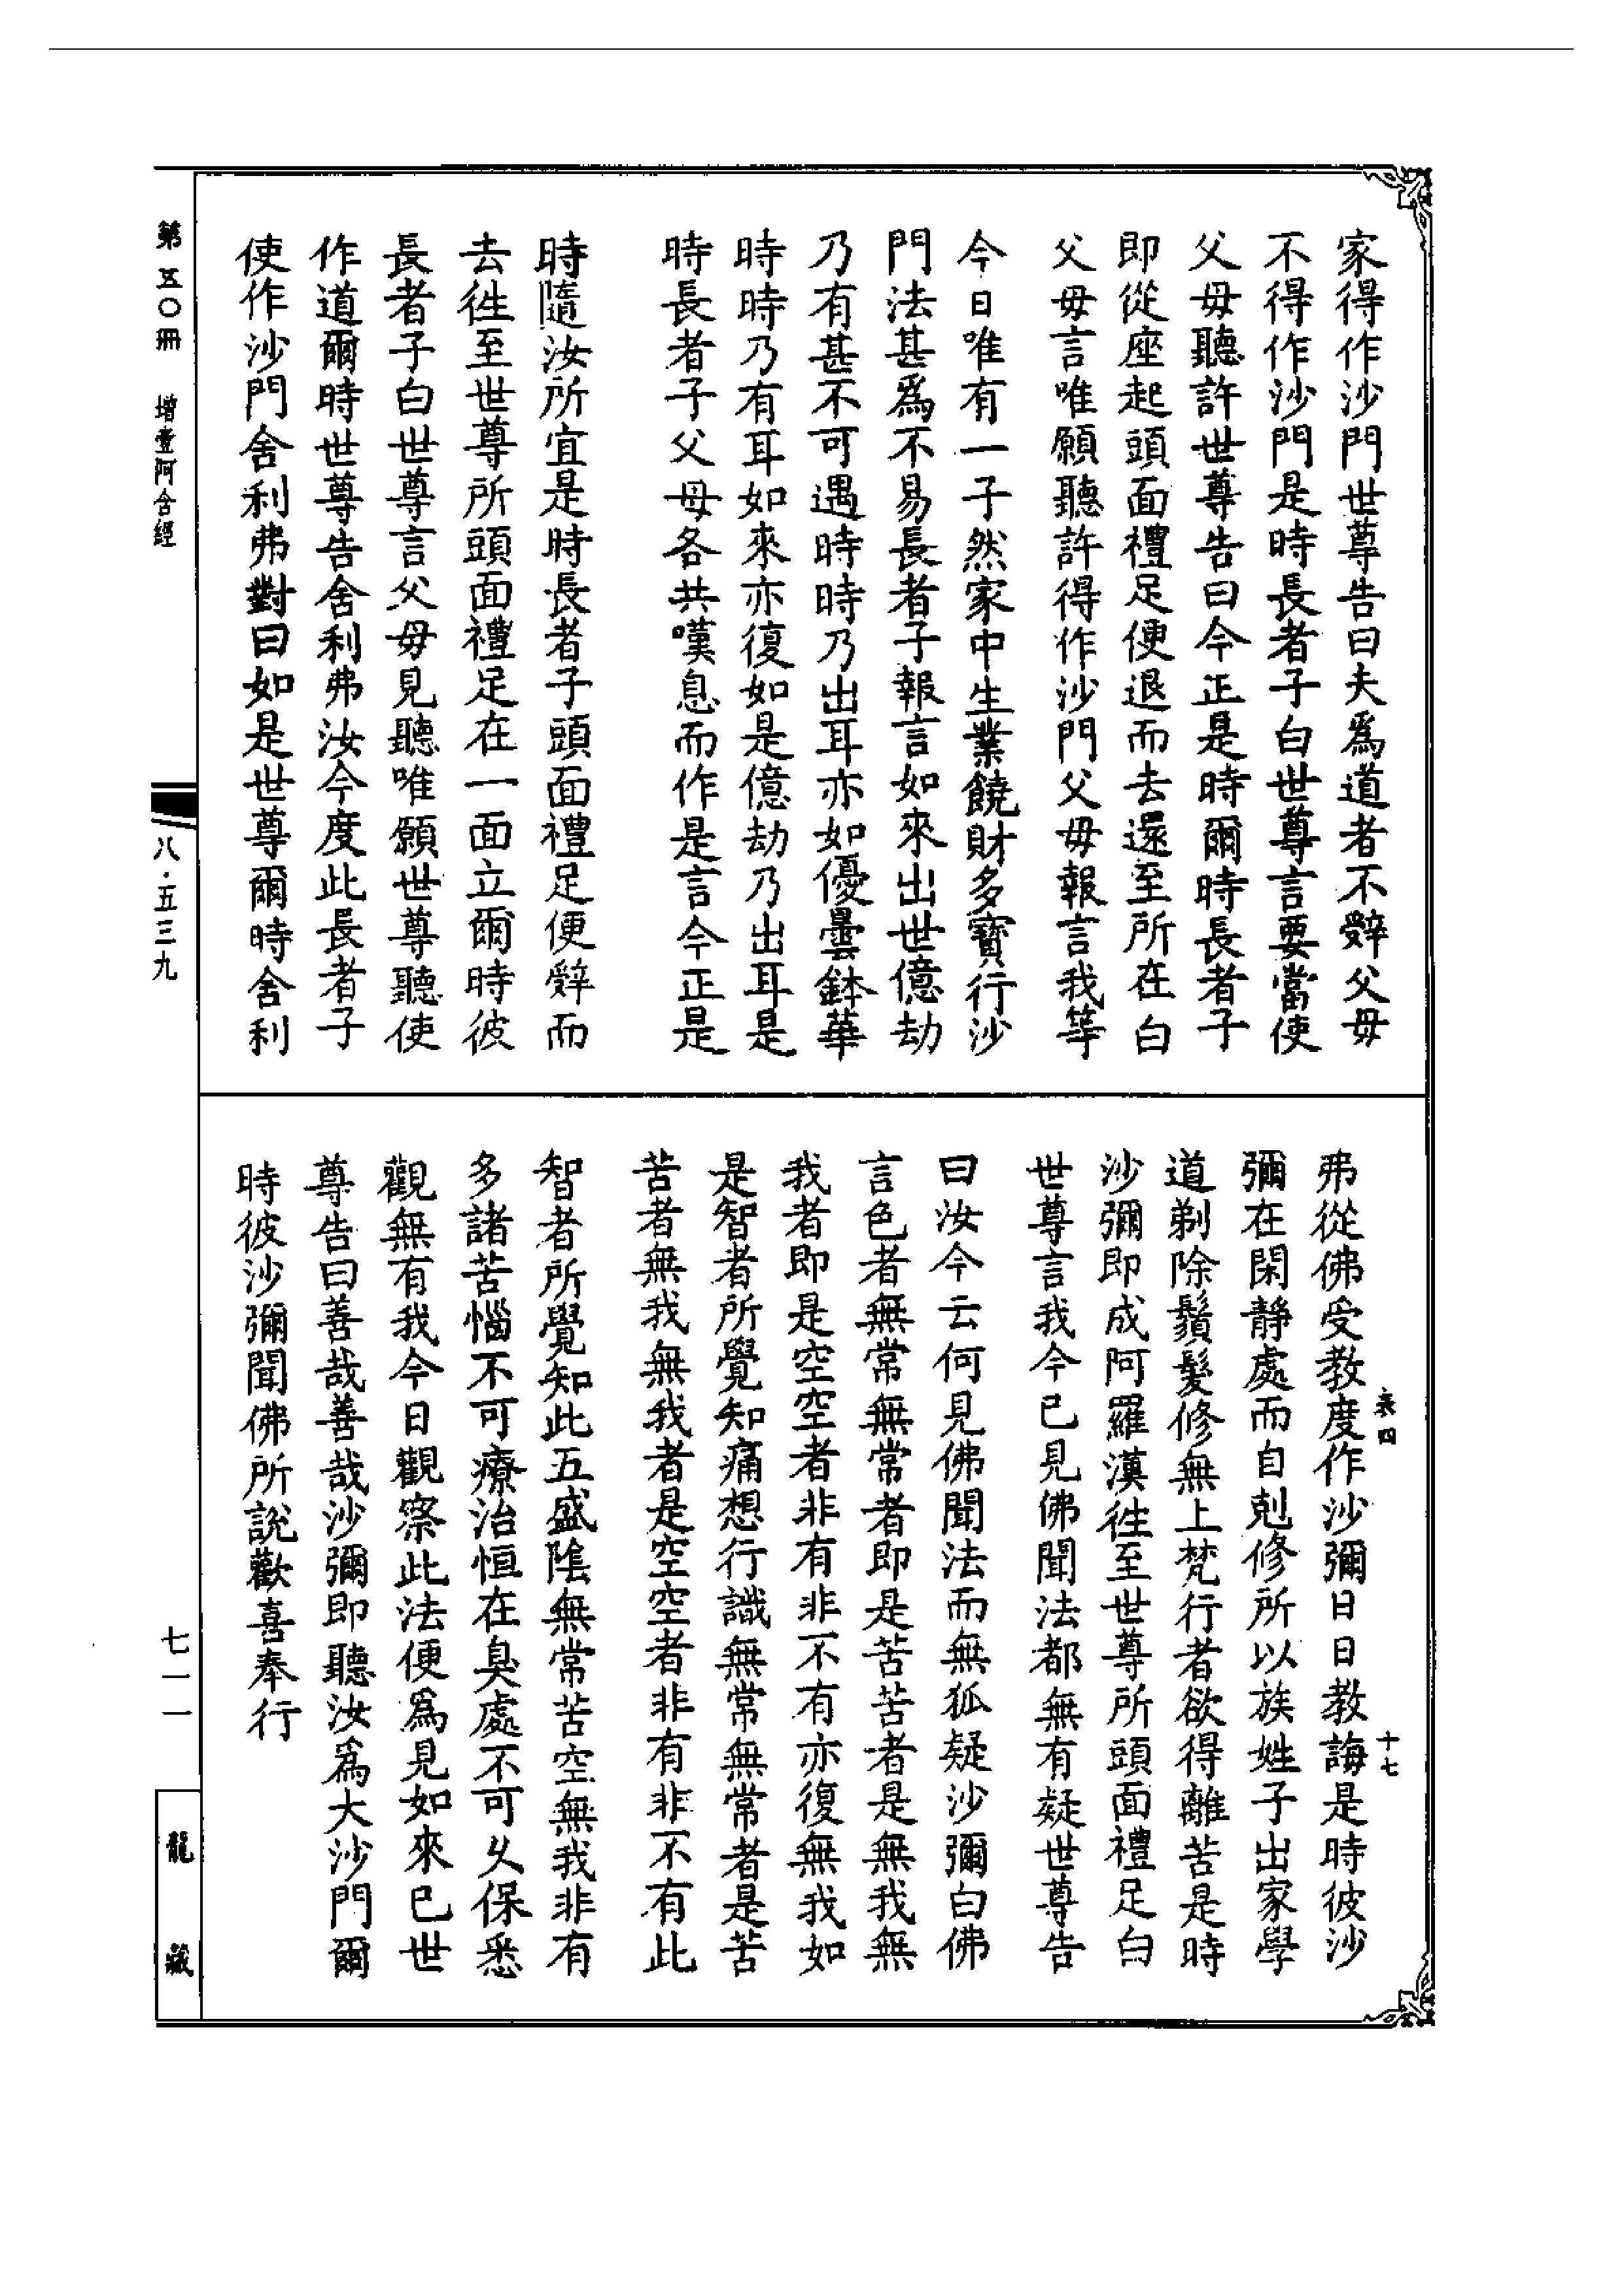 家得作沙門世尊告曰夫爲道者不辤父母
不得作沙門是時長者子白世尊言要當使
父母聽許世尊告曰今正是時爾時長者子
即從座起頭面禮足便退而去還至所在白
父母言唯願聽許得作沙門父母報言我等
今日唯有一子然家中生業饒財多寶行沙
門法甚爲不易長者子報言如來出世億劫
乃有甚不可遇時時乃出耳亦如優曇鉢華
時時乃有耳如來亦復如是億劫乃出耳是
時長者子父母各共嘆息而作是言今正是
時隨汝所宜是時長者子頭面禮足便辤而
去徃至世尊所頭面禮足在一面立爾時彼
長者子白世尊言父母見聽唯願世尊聽使
作道爾時世尊告舍利弗汝今度此長者子
使作沙門舍利弗對曰如是世尊爾時舍利
弗從佛受教度作沙彌日日教誨是時彼沙
彌在閑靜處而自剋修所以族姓子出家學
道剃除鬚髮修無上梵行者欲得離苦是時
沙彌即成阿羅漢徃至世尊所頭面禮足白
世尊言我今已見佛聞法都無有疑世尊告
曰汝今云何見佛聞法而無狐疑沙彌白佛
言色者無常無常者即是苦苦者是無我無
我者即是空空者非有非不有亦復無我如
是智者所覺知痛想行識無常無常者是苦
苦者無我無我者是空空者非有非不有此
智者所覺知此五盛陰無常苦空無我非有
多諸苦惱不可療治恒在臭處不可久保悉
觀無有我今日觀察此法便爲見如來已世
尊告曰善哉善哉沙彌即聽汝爲大沙門爾
時彼沙彌聞佛所說歡喜奉行
十七
第五〇冊 增壹阿含經
八·五三九
七一一
龍藏